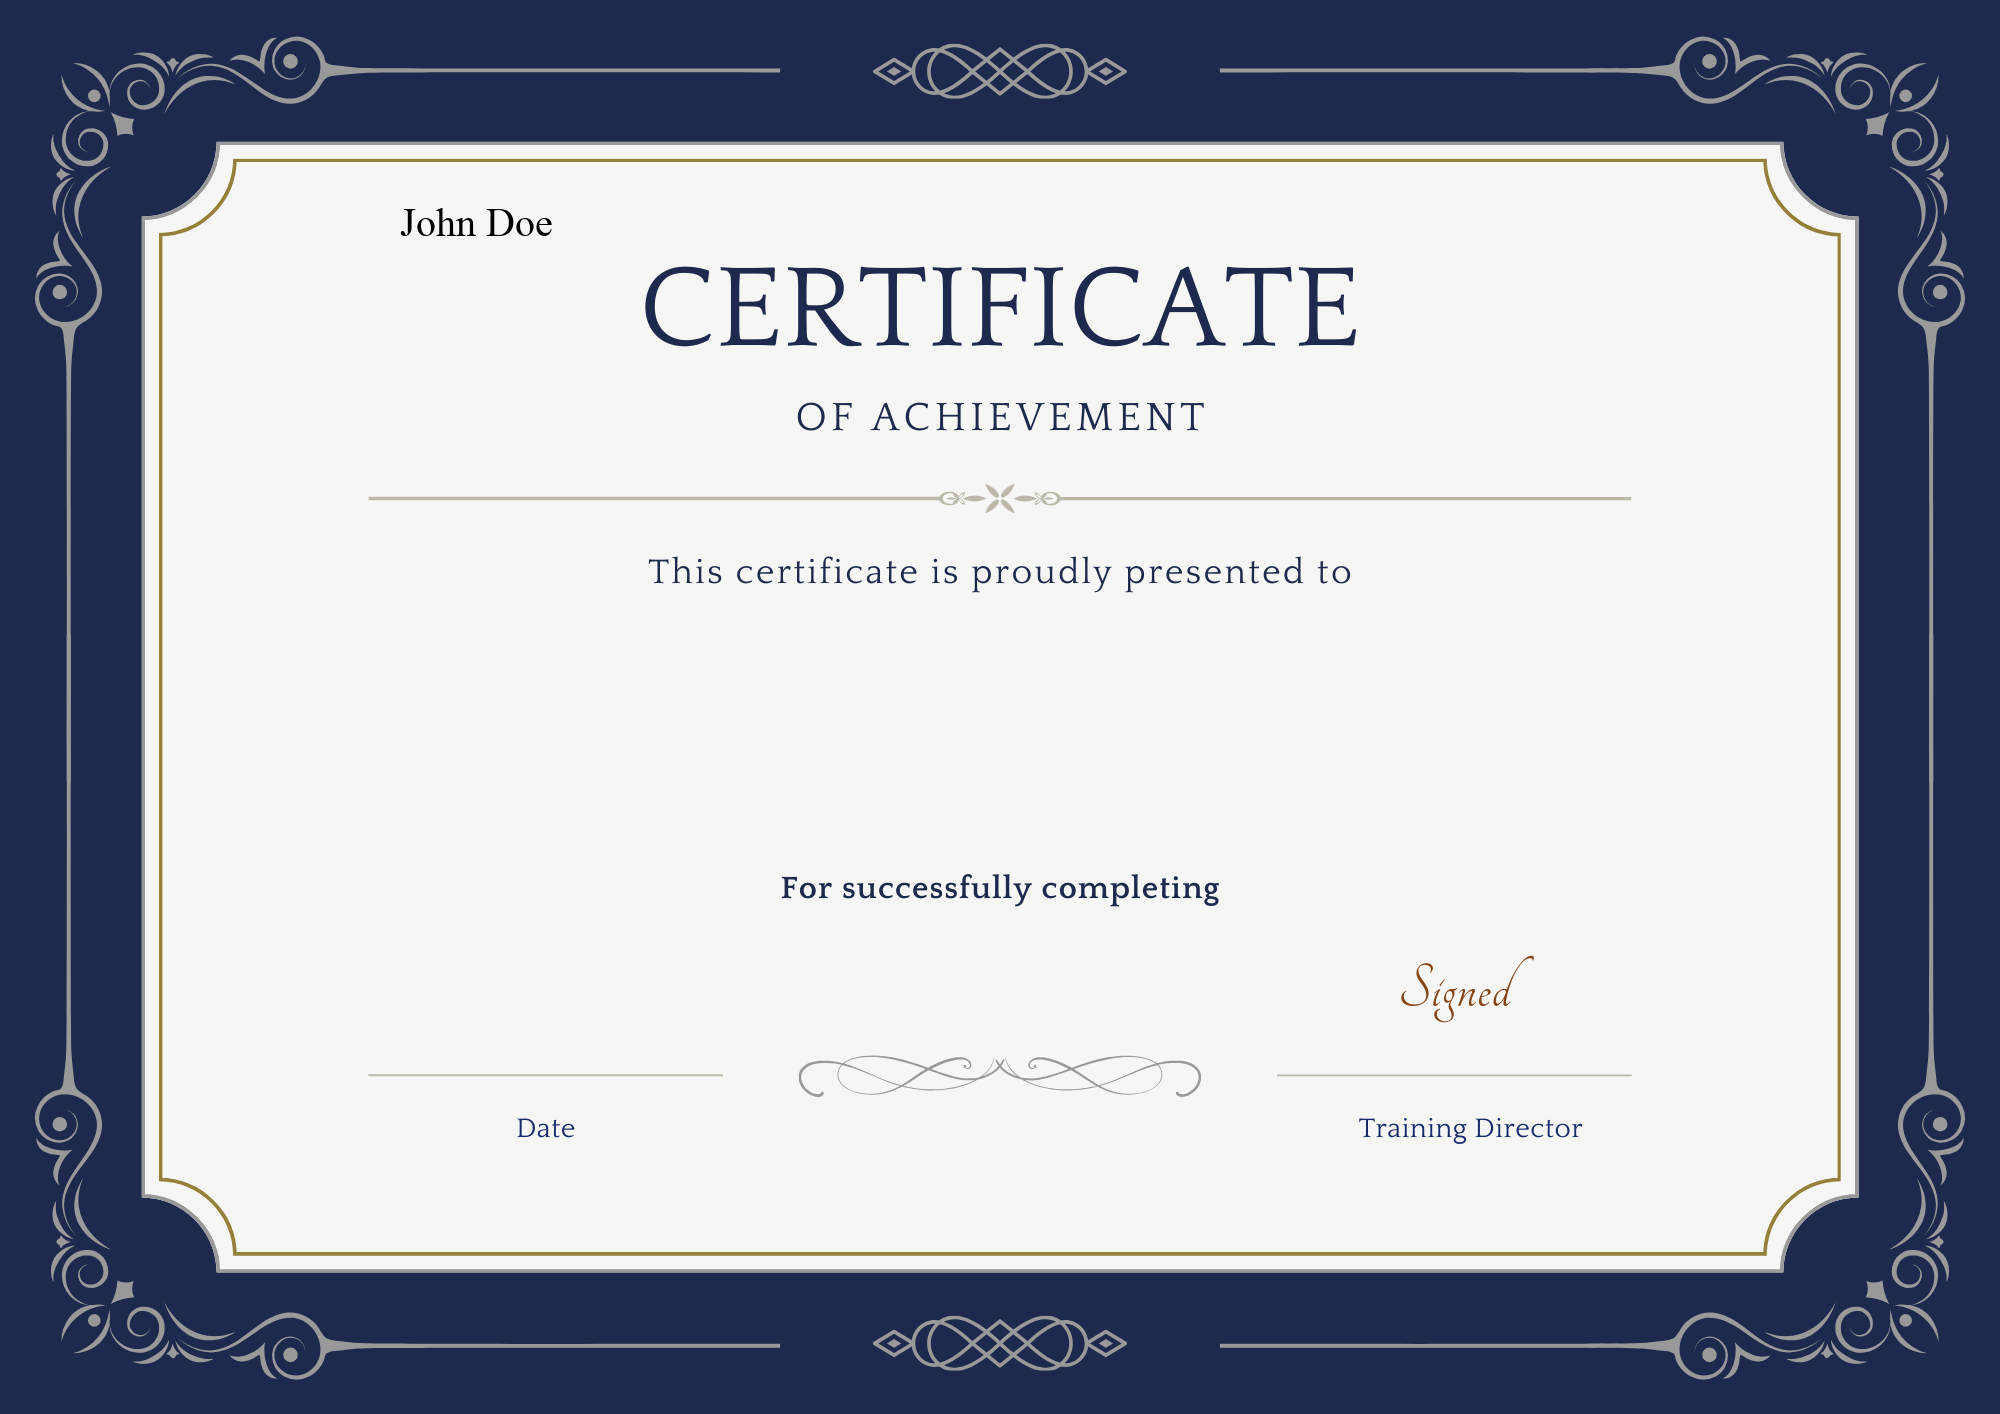 John Doe
CERTIFICATE
OF ACHIEVEMENT
This certificate is proudly presented to
For successfully completing
Signed
Date
Training Director